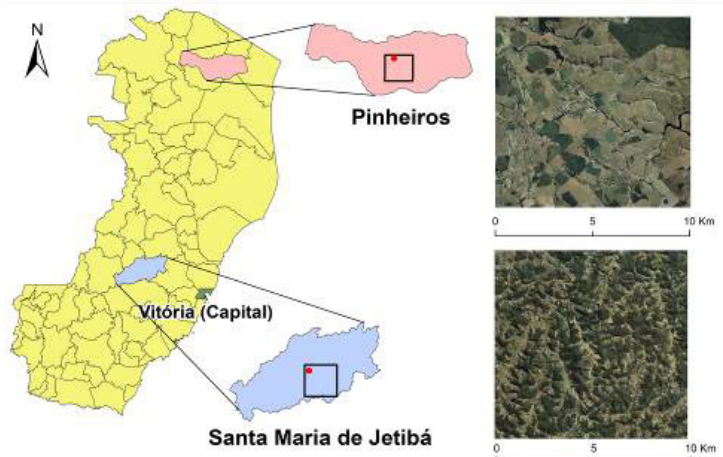 N
Pinheiros
0 5 10 Km
Vitória (Capital)
Santa Maria de Jetibá
0 5 10 Km